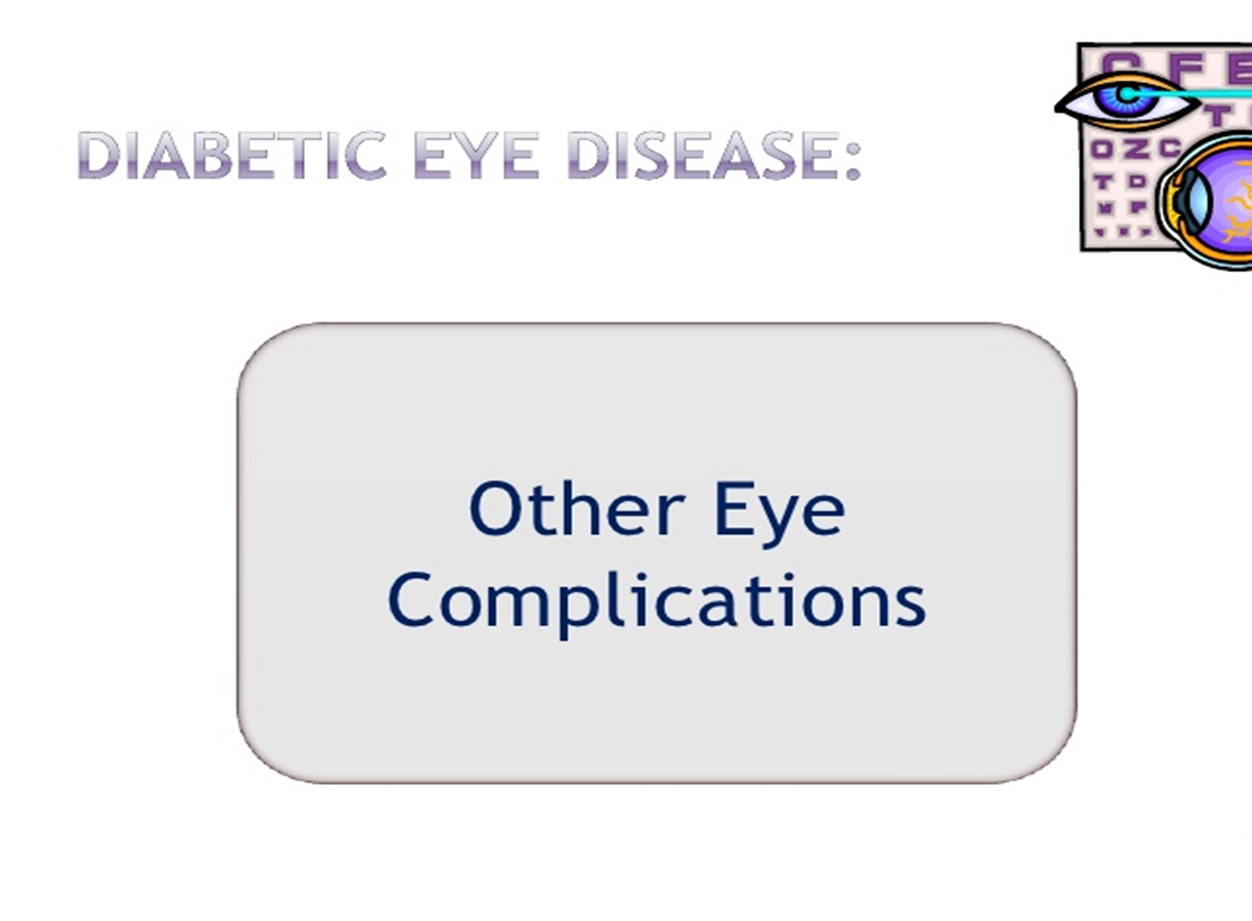 DIABETIC EYE DISEASE:
C F E
T
O Z C
T D
Other Eye
Complications